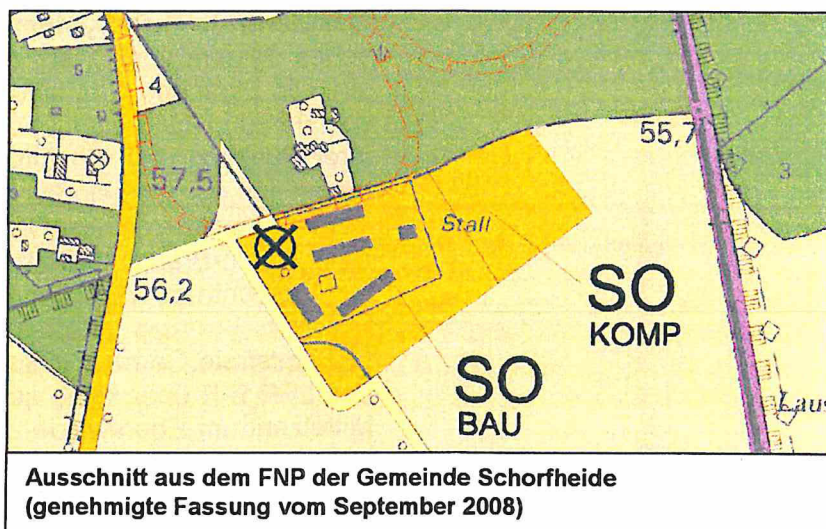 4
55,7
3
57,5
Stall
56,2
SO
KOMP
SO
BAU
Ausschnitt aus dem FNP der Gemeinde Schorfheide
(genehmigte Fassung vom September 2008)